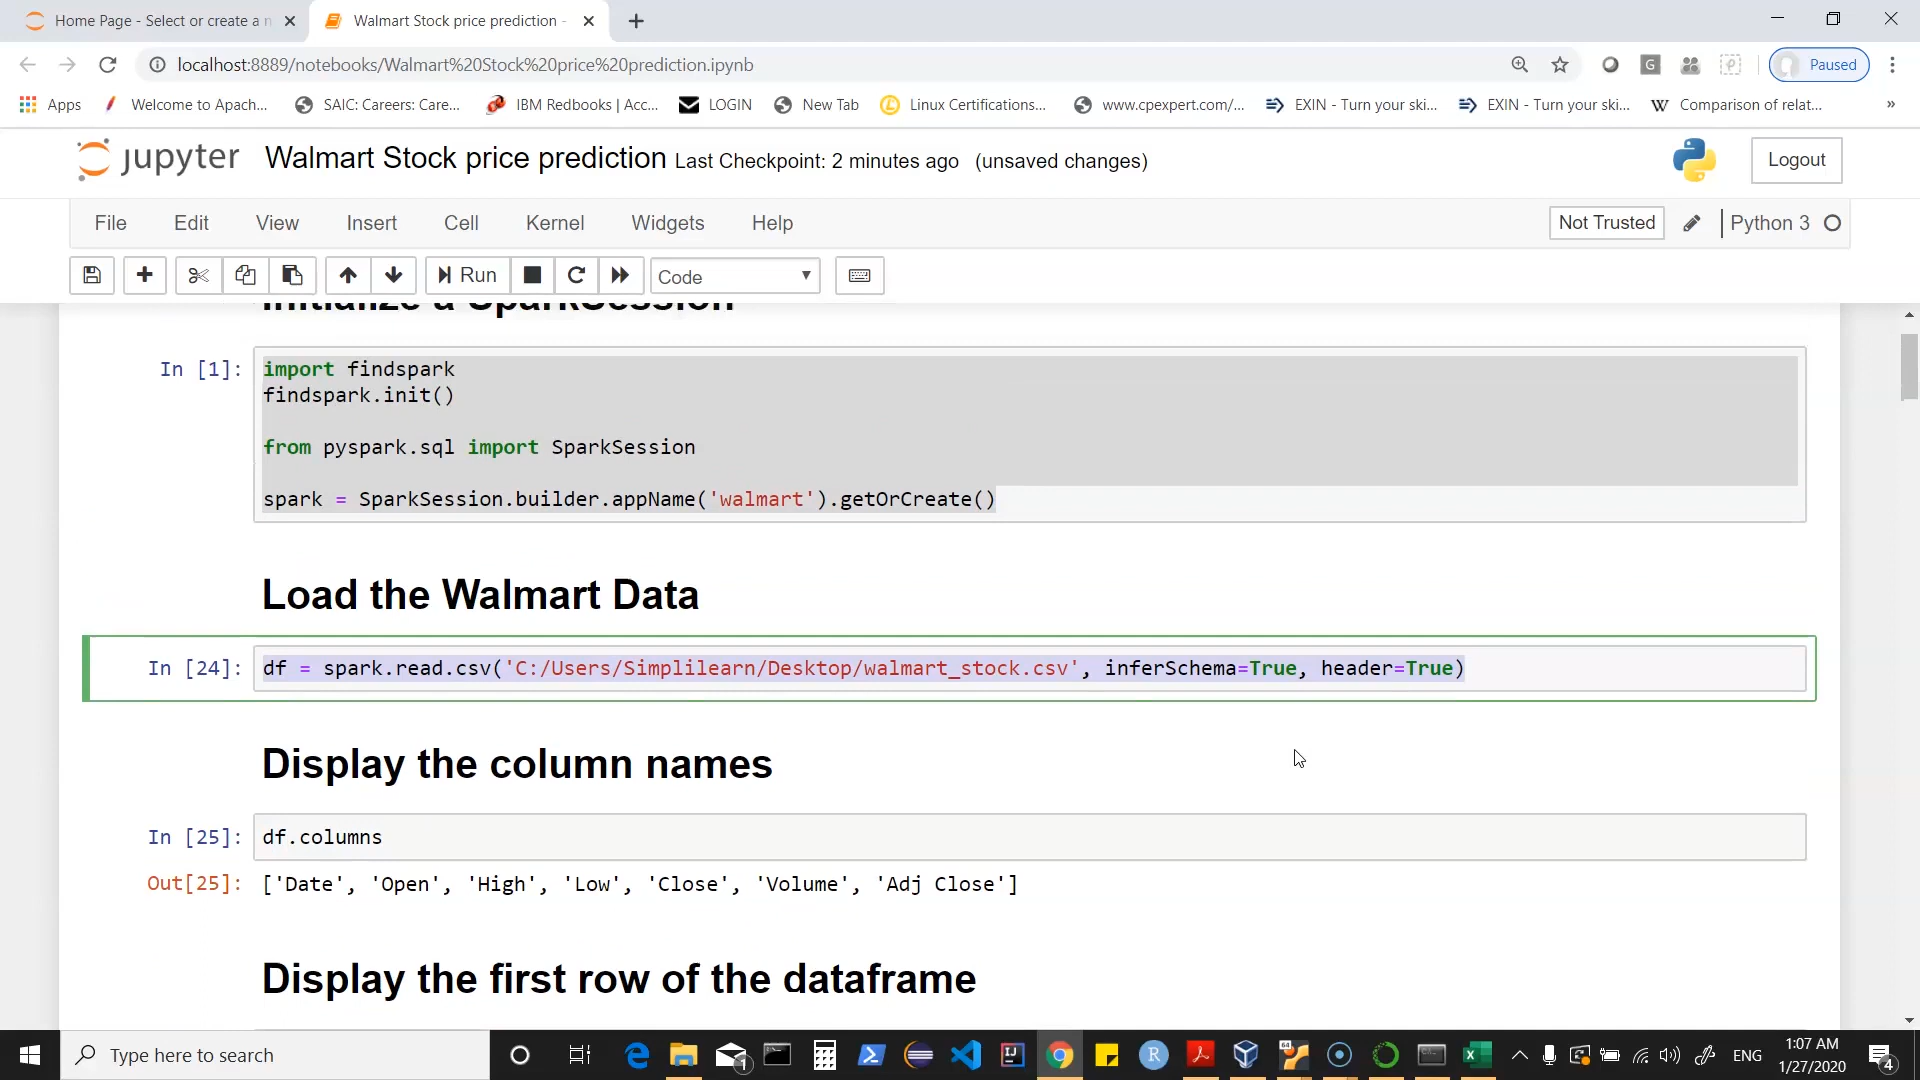 Home Page - Select or create a n
Walmart Stock price prediction -
localhost:8889/notebooks/Walmart%20Stock%20price%20prediction.ipynb
G
Paused
Apps
Welcome to Apach...
SAIC: Careers: Care...
IBM Redbooks | Acc...
LOGIN
New Tab
Linux Certifications...
www.cpexpert.com/...
EXIN - Turn your ski...
EXIN - Turn your ski...
W
Comparison of relat...
»
jupyter
Walmart Stock price prediction Last Checkpoint: 2 minutes ago (unsaved changes)
Logout
File
Edit
View
Insert
Cell
Kernel
Widgets
Help
Not Trusted
Python 3
Run
Code
Initialize a SparkSession
In [1]:
import findspark
findspark.init()
from pyspark.sql import SparkSession
spark = SparkSession.builder.appName('walmart').getOrCreate()
Load the Walmart Data
In [24]:
df = spark.read.csv('C:/Users/Simplilearn/Desktop/walmart_stock.csv', inferSchema=True, header=True)
Display the column names
In [25]:
df.columns
Out[25]:
['Date', 'Open', 'High', 'Low', 'Close', 'Volume', 'Adj Close']
Display the first row of the dataframe
Type here to search
1
R
64
ENG
1:07 AM
1/27/2020
4